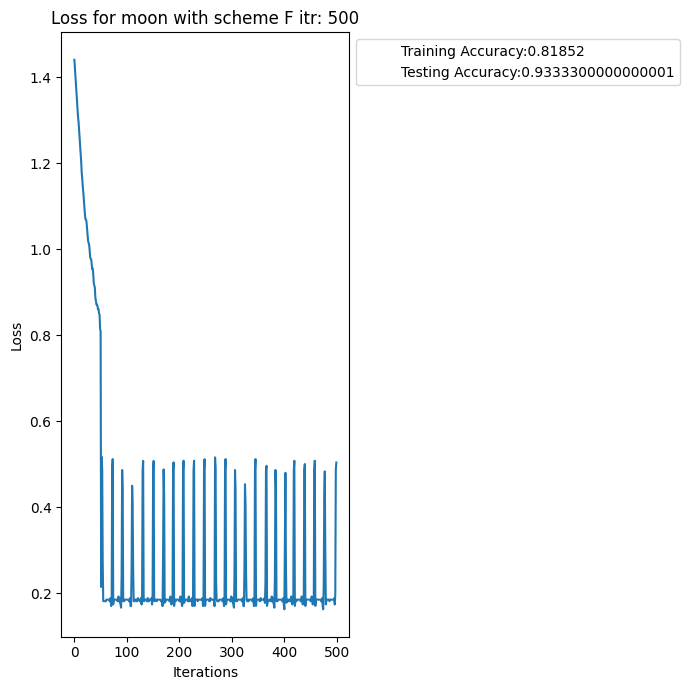 Loss for moon with scheme F itr: 500
Training Accuracy:0.81852
Testing Accuracy:0.9333300000000001
1.4
1.2
1.0
0.8
0.6
0.4
0.2
Loss
0 100 200 300 400 500
Iterations